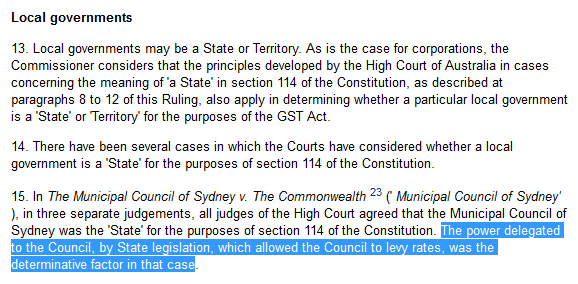 Local governments
13. Local governments may be a State or Territory. As is the case for corporations, the
Commissioner considers that the principles developed by the High Court of Australia in cases
concerning the meaning of 'a State' in section 114 of the Constitution, as described at
paragraphs 8 to 12 of this Ruling, also apply in determining whether a particular local government
is a 'State' or 'Territory' for the purposes of the GST Act.
14. There have been several cases in which the Courts have considered whether a local
government is a 'State' for the purposes of section 114 of the Constitution.
15. In The Municipal Council of Sydney v. The Commonwealth 23 (' Municipal Council of Sydney'
), in three separate judgements, all judges of the High Court agreed that the Municipal Council of
Sydney was the 'State' for the purposes of section 114 of the Constitution. The power delegated
to the Council, by State legislation, which allowed the Council to levy rates, was the
determinative factor in that case.